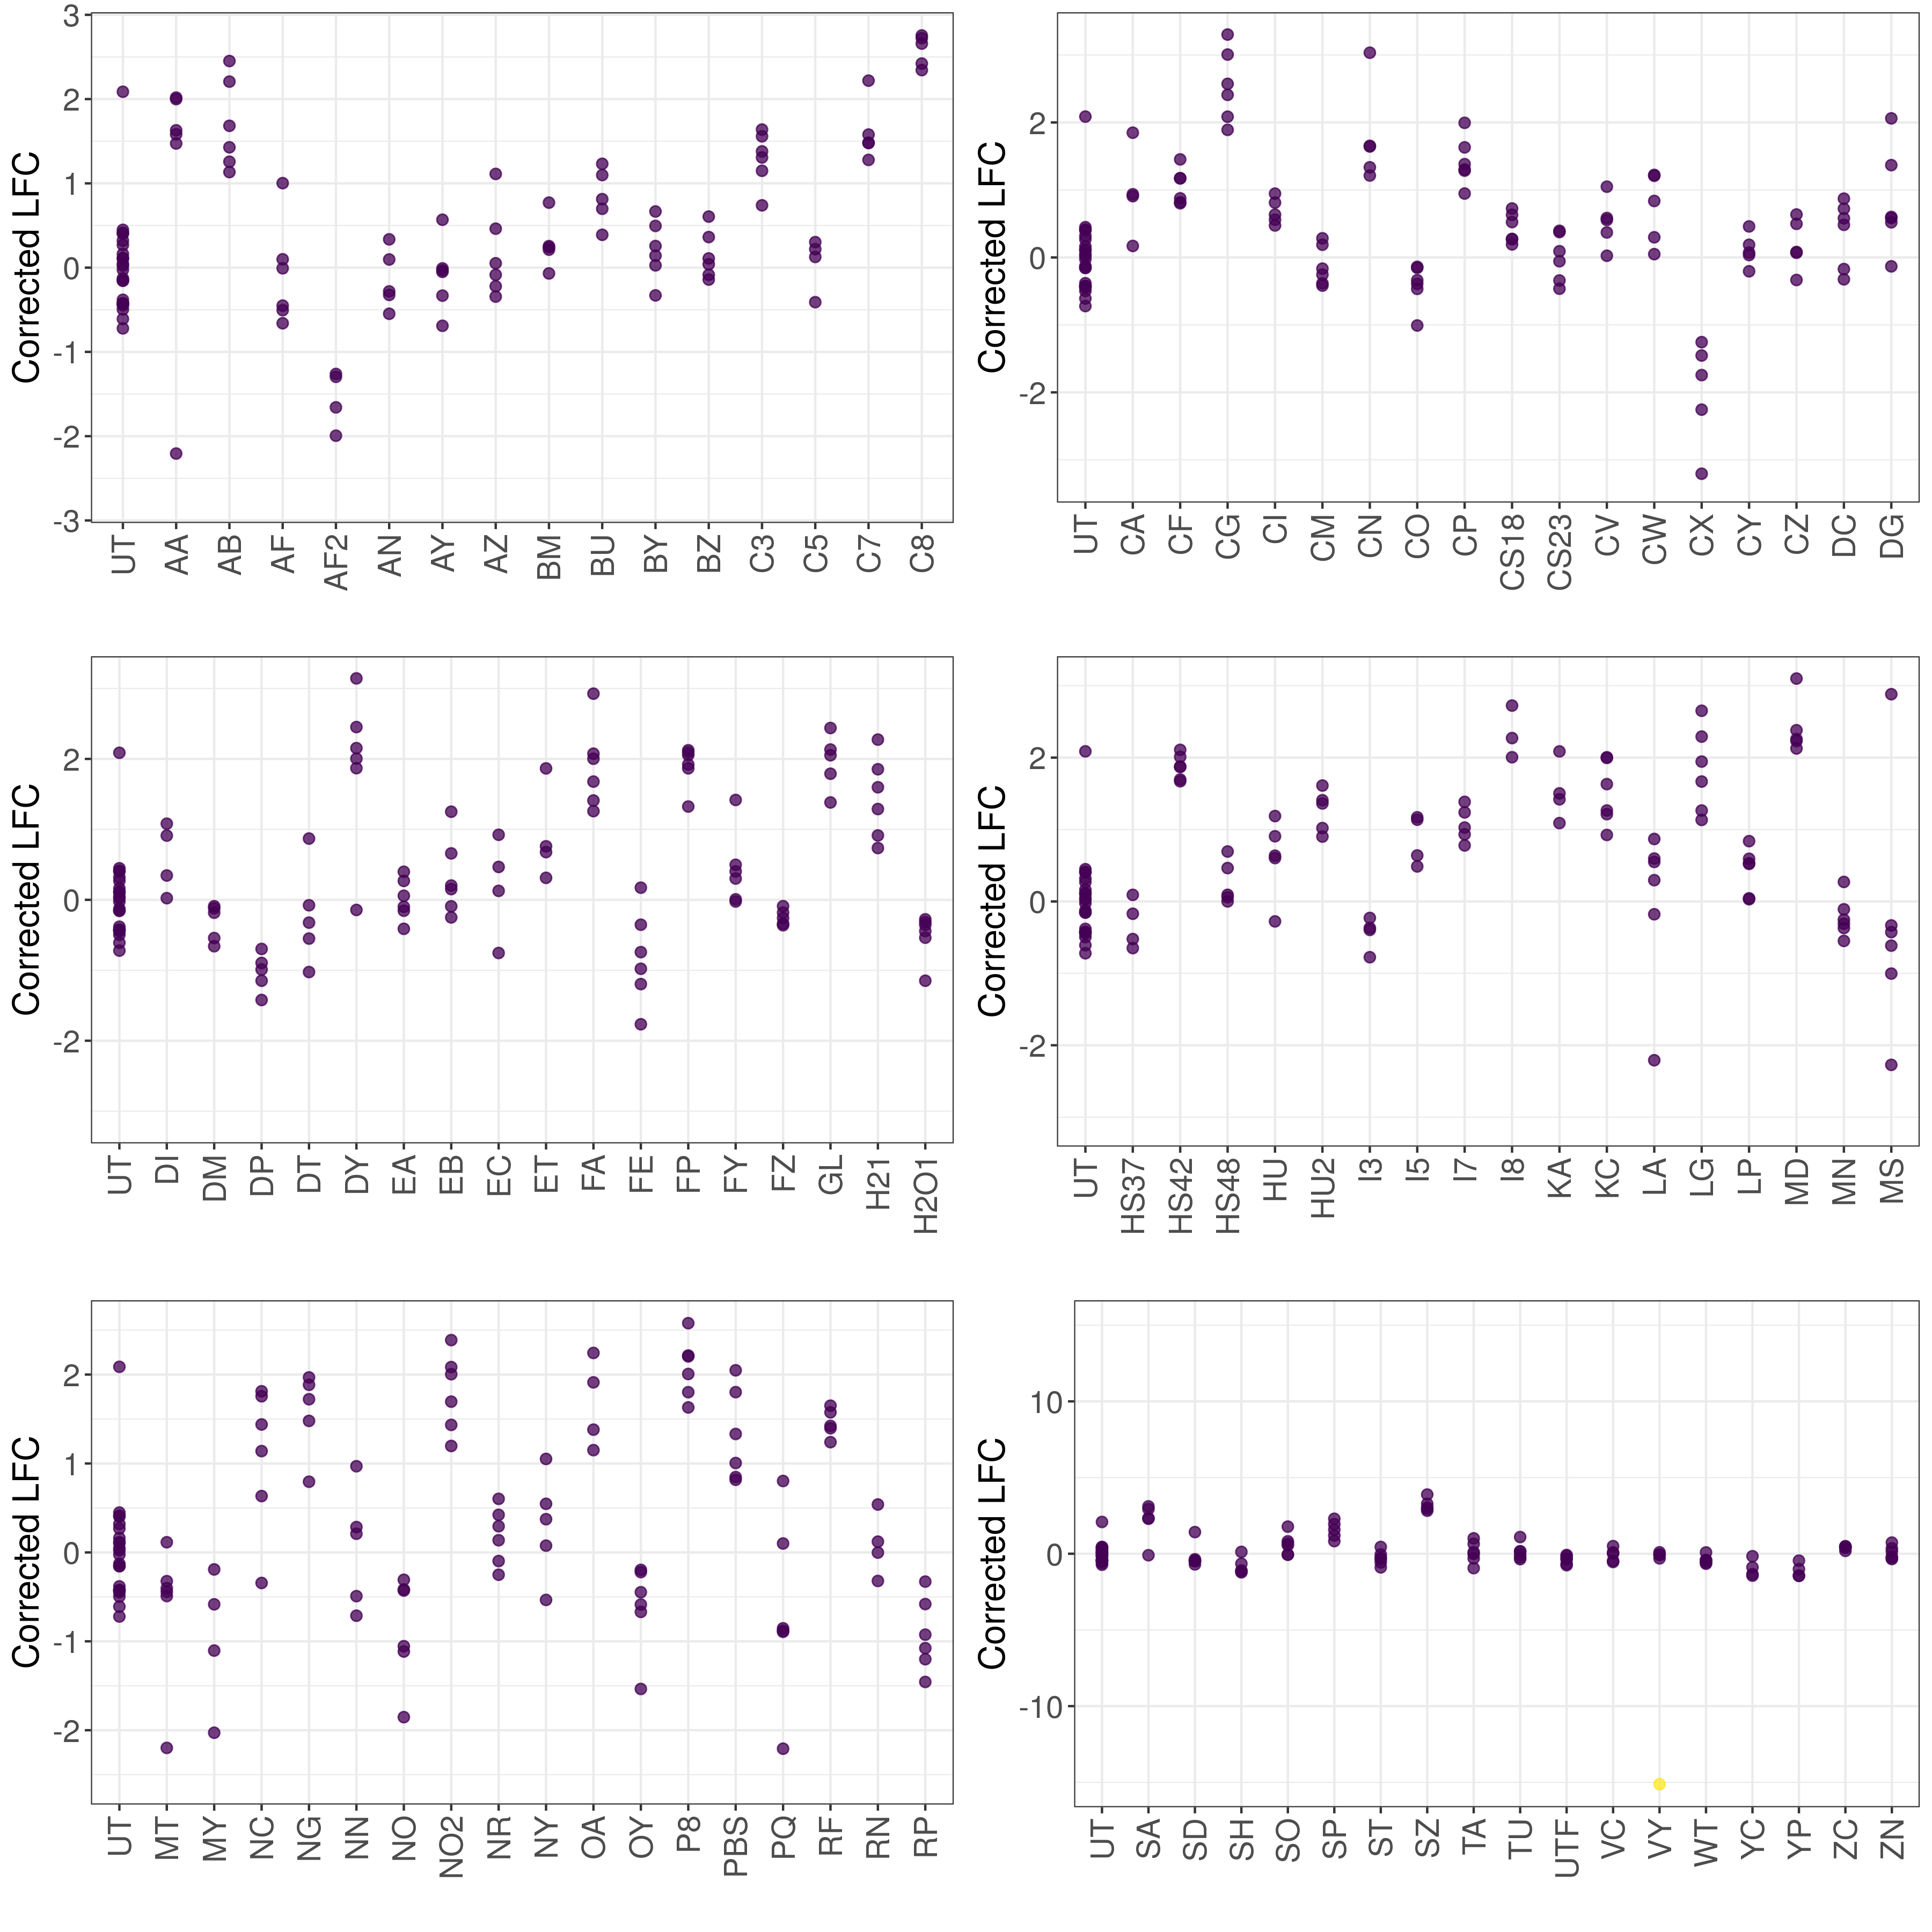 Corrected LFC
3
2
1
0
-1
-2
-3
UT AA AB AF AF2 AN AY AZ BM BU BY BZ C3 C5 C7 C8
Corrected LFC
2
0
-2
UT CA CF CG CI CM CN CO CP CS18 CS23 CV CW CX CY CZ DC DG
Corrected LFC
2
0
-2
UT DI DM DP DT DY EA EB EC ET FA FE FP FY FZ GL H21 H2O1
Corrected LFC
2
0
-2
UT HS37 HS42 HS48 HU HU2 I3 I5 I7 I8 KA KC LA LG LP MD MN MS
Corrected LFC
2
1
0
-1
-2
UT MT MY NC NG NN NO NO2 NR NY OA OY P8 PBS PQ RF RN RP
Corrected LFC
10
0
-10
UT SA SD SH SO SP ST SZ TA TU UTF VC VY WT YC YP ZC ZN